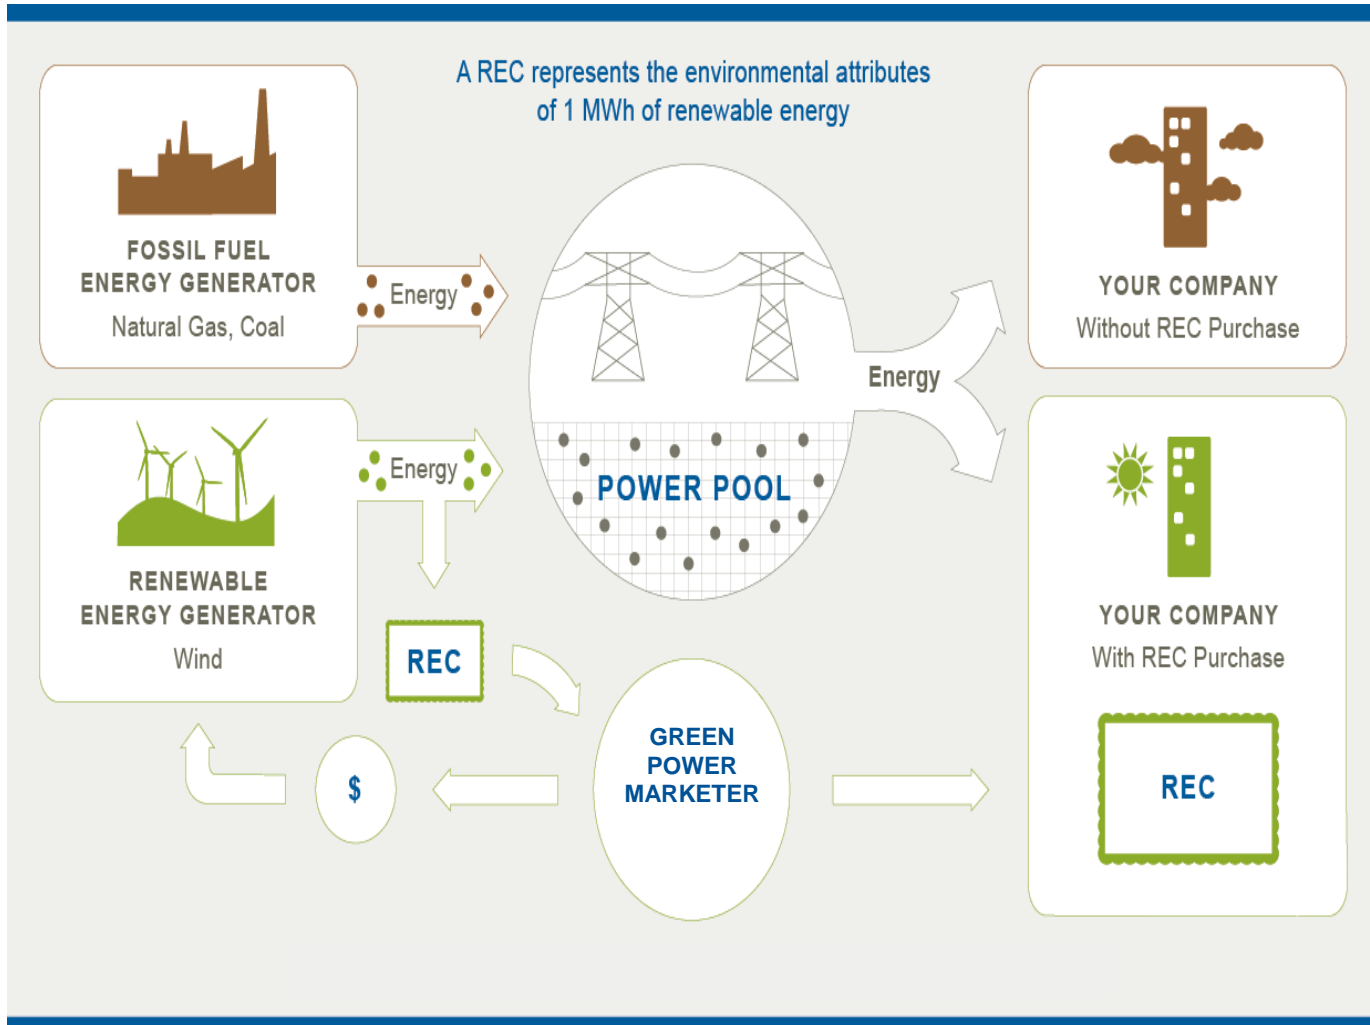 A REC represents the environmental attributes
of 1 MWh of renewable energy
FOSSIL FUEL
ENERGY GENERATOR
Natural Gas, Coal
Energy
POWER POOL
Energy
YOUR COMPANY
Without REC Purchase
RENEWABLE
ENERGY GENERATOR
Wind
Energy
REC
$
GREEN
POWER
MARKETER
YOUR COMPANY
With REC Purchase
REC